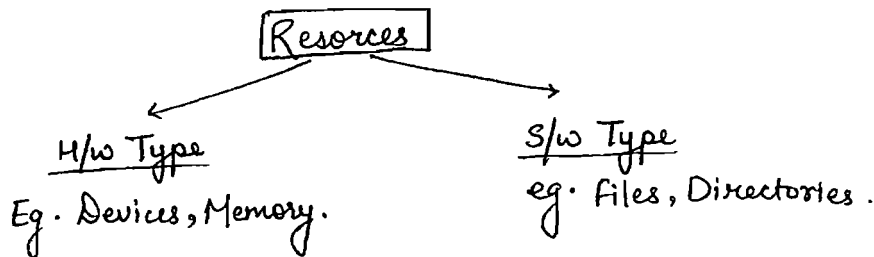 Resorces
H/w Type
S/w Type
Eg. Devices, Memory.
eg. files, Directories.